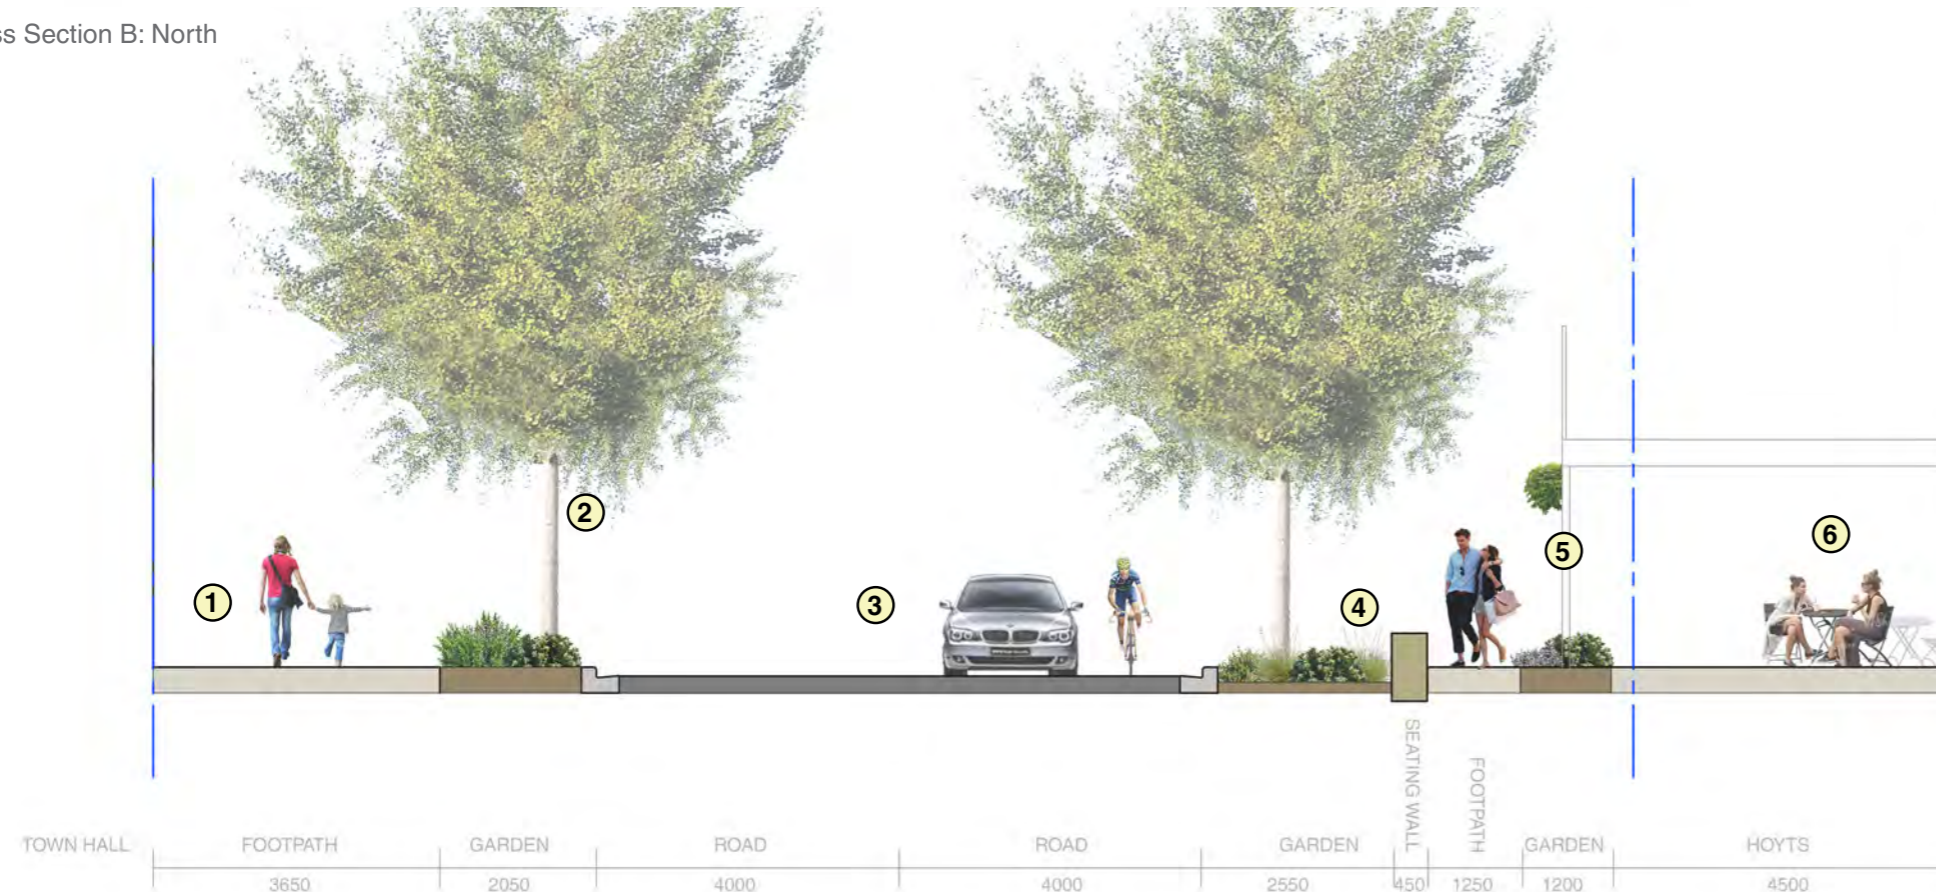 ss Section B: North
2
5
6
1
3
4
SEATING WALL
FOOTPATH
TOWN HALL FOOTPATH GARDEN ROAD ROAD GARDEN GARDEN HOYTS
3650 2050 4000 4000 2550 450 1250 1200 4500